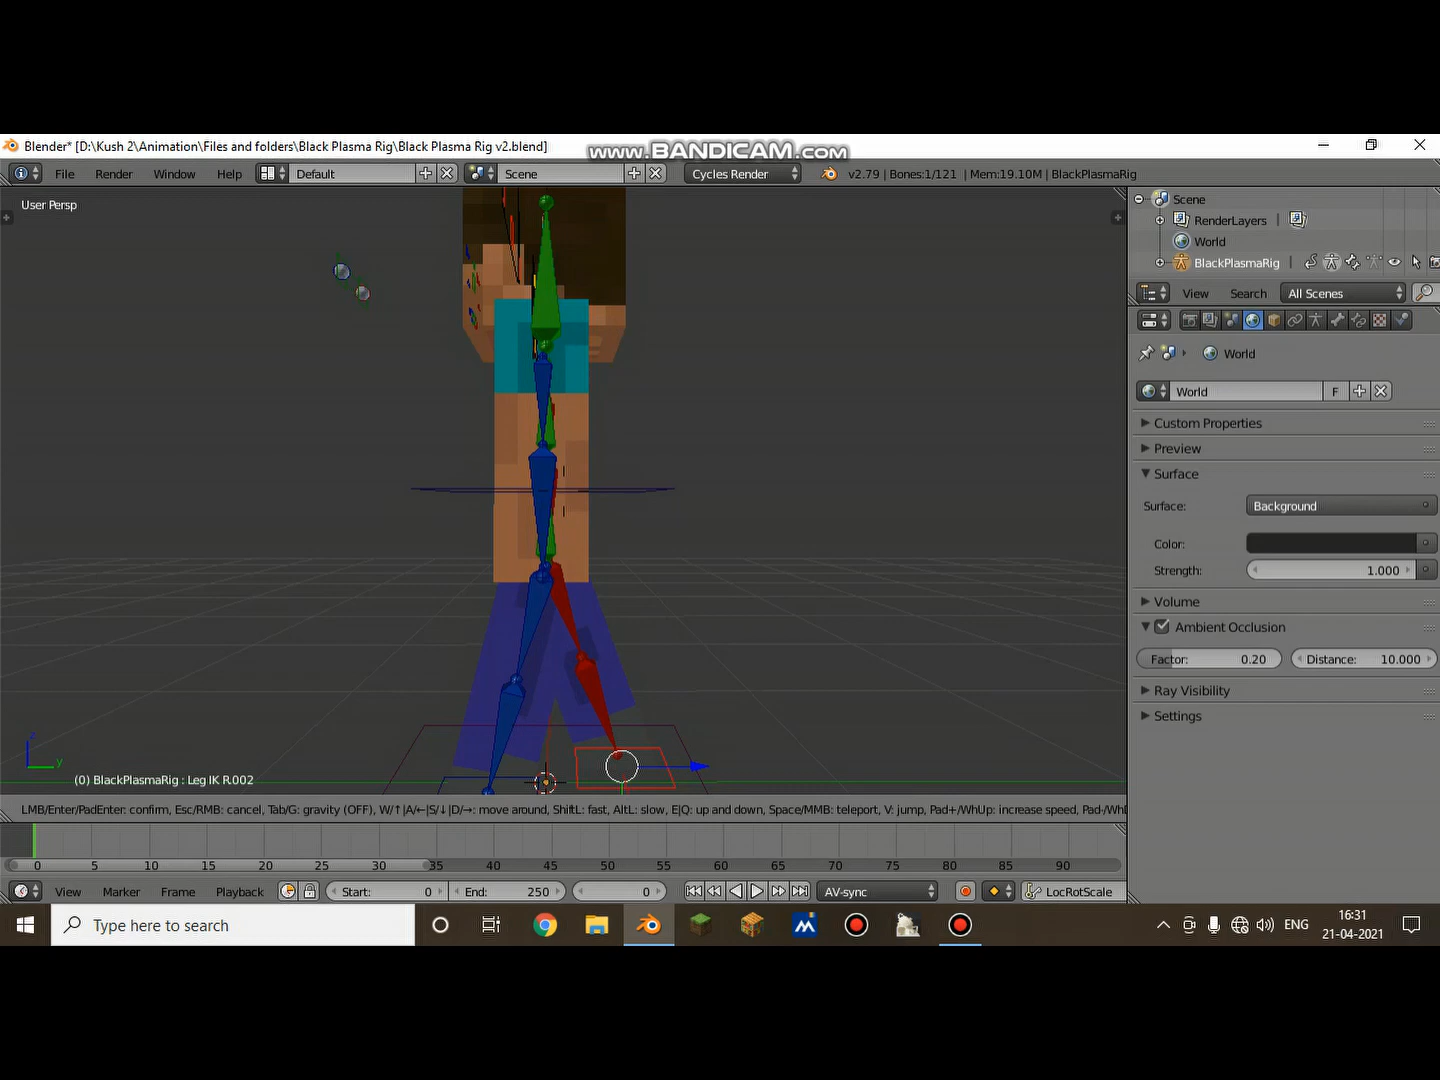 Blender* [D:\Kush 2\Animation\Files and folders\Black Plasma Rig\Black Plasma Rig v2.blend]
www.BANDICAM.com
File Render Window Help Default Scene Cycles Render v2.79 | Bones:1/121 | Mem:19.10M | BlackPlasmaRig
User Persp
Scene
RenderLayers
World
BlackPlasmaRig
View Search All Scenes
World
World F
Custom Properties
Preview
Surface
Surface: Background
Color:
Strength: 1.000
Volume
Ambient Occlusion
Factor: 0.20 Distance: 10.000
Ray Visibility
Settings
z
y
(0) BlackPlasmaRig : Leg IK R.002
LMB/Enter/PadEnter: confirm, Esc/RMB: cancel, Tab/G: gravity (OFF), W/↑|A/←|S/↓|D/→: move around, ShiftL: fast, AltL: slow, E|Q: up and down, Space/MMB: teleport, V: jump, Pad+/WhUp: increase speed, Pad-/WhD
0 5 10 15 20 25 30 35 40 45 50 55 60 65 70 75 80 85 90
View Marker Frame Playback Start: 0 End: 250 0 AV-sync LocRotScale
Type here to search
ENG
16:31
21-04-2021